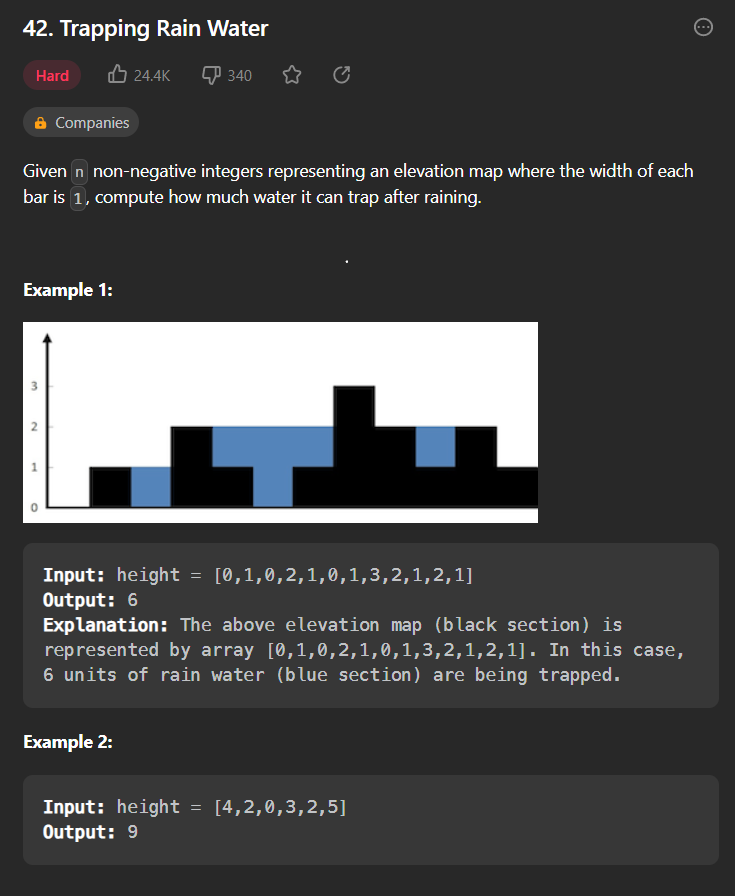 42. Trapping Rain Water
Hard 24.4K 340
Companies
Given n non-negative integers representing an elevation map where the width of each
bar is 1, compute how much water it can trap after raining.
.
Example 1:
3
2
1
0
Input: height = [0,1,0,2,1,0,1,3,2,1,2,1]
Output: 6
Explanation: The above elevation map (black section) is
represented by array [0,1,0,2,1,0,1,3,2,1,2,1]. In this case,
6 units of rain water (blue section) are being trapped.
Example 2:
Input: height = [4,2,0,3,2,5]
Output: 9